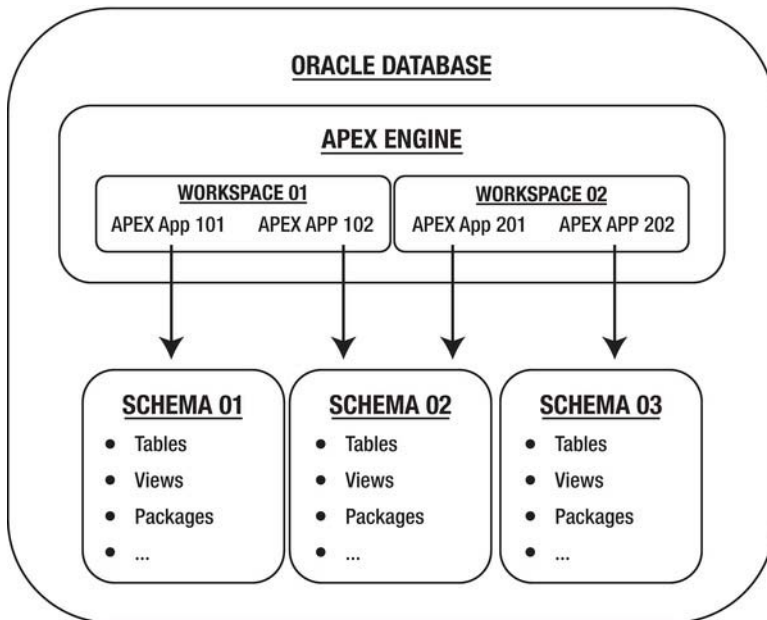 ORACLE DATABASE
APEX ENGINE
WORKSPACE 01
APEX App 101 APEX APP 102
WORKSPACE 02
APEX App 201 APEX APP 202
SCHEMA 01
• Tables
• Views
• Packages
• ...
SCHEMA 02
• Tables
• Views
• Packages
• ...
SCHEMA 03
• Tables
• Views
• Packages
• ...